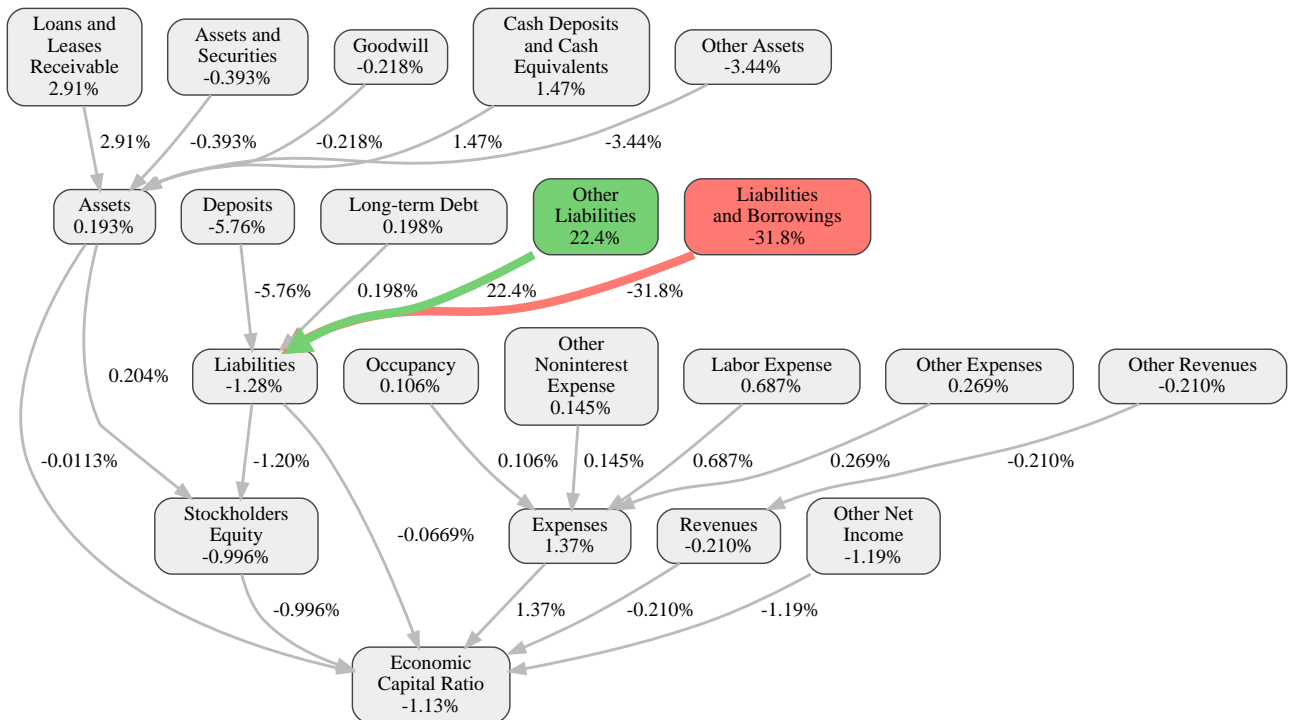 Loans and
Leases
Receivable
2.91%
Assets and
Securities
-0.393%
Goodwill
-0.218%
Cash Deposits
and Cash
Equivalents
1.47%
Other Assets
-3.44%
2.91%
-0.393%
-0.218%
1.47%
-3.44%
Assets
0.193%
Deposits
-5.76%
Long-term Debt
0.198%
Other
Liabilities
22.4%
Liabilities
and Borrowings
-31.8%
-5.76%
0.198%
22.4%
-31.8%
0.204%
Liabilities
-1.28%
Occupancy
0.106%
Other
Noninterest
Expense
0.145%
Labor Expense
0.687%
Other Expenses
0.269%
Other Revenues
-0.210%
-0.0113%
-1.20%
0.106%
0.145%
0.687%
0.269%
-0.210%
Stockholders
Equity
-0.996%
-0.0669%
Expenses
1.37%
Revenues
-0.210%
Other Net
Income
-1.19%
-0.996%
1.37%
-0.210%
-1.19%
Economic
Capital Ratio
-1.13%